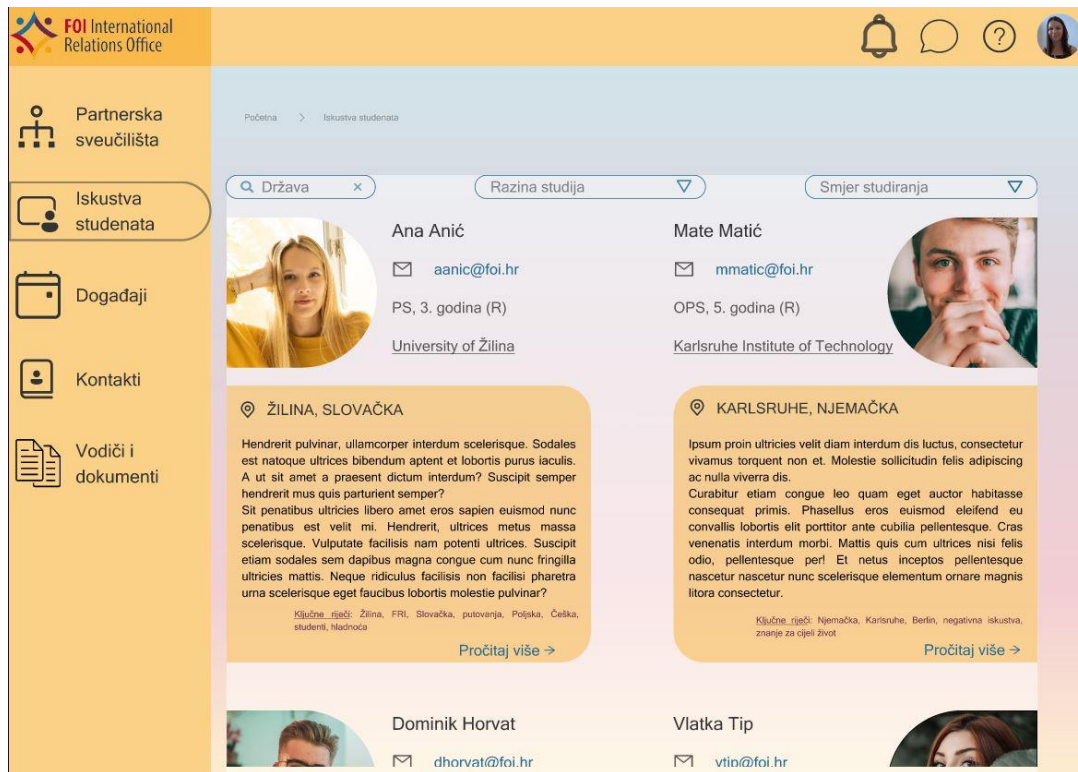 FOI International
Relations Office
?
Partnerska
sveučilišta
Iskustva
studenata
Događaji
Kontakti
Vodiči i
dokumenti
Početna > Iskustva studenata
Država ×
Razina studija
Smjer studiranja
Ana Anić
aanic@foi.hr
PS, 3. godina (R)
University of Žilina
Mate Matić
mmatic@foi.hr
OPS, 5. godina (R)
Karlsruhe Institute of Technology
ŽILINA, SLOVAČKA
Hendrerit pulvinar, ullamcorper interdum scelerisque. Sodales
est natoque ultrices bibendum aptent et lobortis purus iaculis.
A ut sit amet a praesent dictum interdum? Suscipit semper
hendrerit mus quis parturient semper?
Sit penatibus ultricies libero amet eros sapien euismod nunc
penatibus est velit mi. Hendrerit, ultrices metus massa
scelerisque. Vulputate facilisis nam potenti ultrices. Suscipit
etiam sodales sem dapibus magna congue cum nunc fringilla
ultricies mattis. Neque ridiculus facilisis non facilisi pharetra
urna scelerisque eget faucibus lobortis molestie pulvinar?
Ključne riječi: Žilina, FRI, Slovačka, putovanja, Poljska, Češka,
studenti, hladnoća
Pročitaj više →
KARLSRUHE, NJEMAČKA
Ipsum proin ultricies velit diam interdum dis luctus, consectetur
vivamus torquent non et. Molestie sollicitudin felis adipiscing
ac nulla viverra dis.
Curabitur etiam congue leo quam eget auctor habitasse
consequat primis. Phasellus eros euismod eleifend eu
convallis lobortis elit porttitor ante cubilia pellentesque. Cras
venenatis interdum morbi. Mattis quis cum ultrices nisi felis
odio, pellentesque per! Et netus inceptos pellentesque
nascetur nascetur nunc scelerisque elementum ornare magnis
litora consectetur.
Ključne riječi: Njemačka, Karlsruhe, Berlin, negativna iskustva,
znanje za cijeli život
Pročitaj više →
Dominik Horvat
dhorvat@foi.hr
Vlatka Tip
vtip@foi.hr